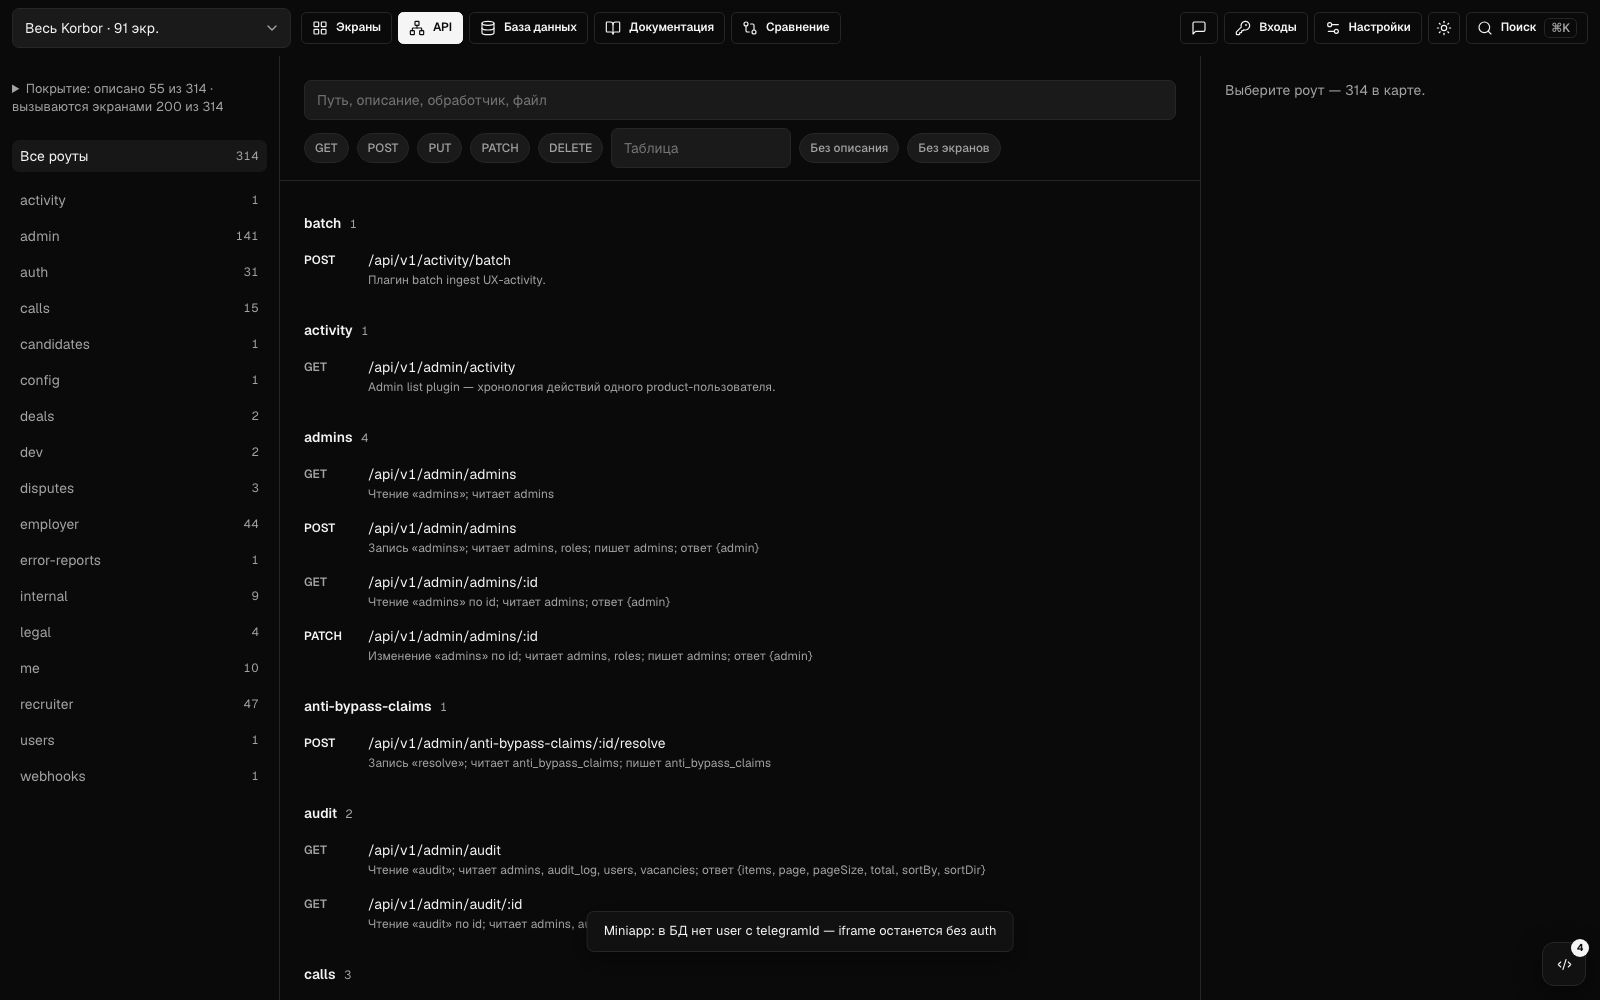 Весь Korbor · 91 экр.
Экраны
API
База данных
Документация
Сравнение
Входы
Настройки
Поиск ⌘K
▶ Покрытие: описано 55 из 314 ·
вызываются экранами 200 из 314
Все роуты 314
activity 1
admin 141
auth 31
calls 15
candidates 1
config 1
deals 2
dev 2
disputes 3
employer 44
error-reports 1
internal 9
legal 4
me 10
recruiter 47
users 1
webhooks 1
Путь, описание, обработчик, файл
GET POST PUT PATCH DELETE Таблица Без описания Без экранов
batch 1
POST /api/v1/activity/batch
Плагин batch ingest UX-activity.
activity 1
GET /api/v1/admin/activity
Admin list plugin — хронология действий одного product-пользователя.
admins 4
GET /api/v1/admin/admins
Чтение «admins»; читает admins
POST /api/v1/admin/admins
Запись «admins»; читает admins, roles; пишет admins; ответ {admin}
GET /api/v1/admin/admins/:id
Чтение «admins» по id; читает admins; ответ {admin}
PATCH /api/v1/admin/admins/:id
Изменение «admins» по id; читает admins, roles; пишет admins; ответ {admin}
anti-bypass-claims 1
POST /api/v1/admin/anti-bypass-claims/:id/resolve
Запись «resolve»; читает anti_bypass_claims; пишет anti_bypass_claims
audit 2
GET /api/v1/admin/audit
Чтение «audit»; читает admins, audit_log, users, vacancies; ответ {items, page, pageSize, total, sortBy, sortDir}
GET /api/v1/admin/audit/:id
Чтение «audit» по id; читает admins,
calls 3
Выберите роут — 314 в карте.
Miniapp: в БД нет user с telegramId — iframe останется без auth
4